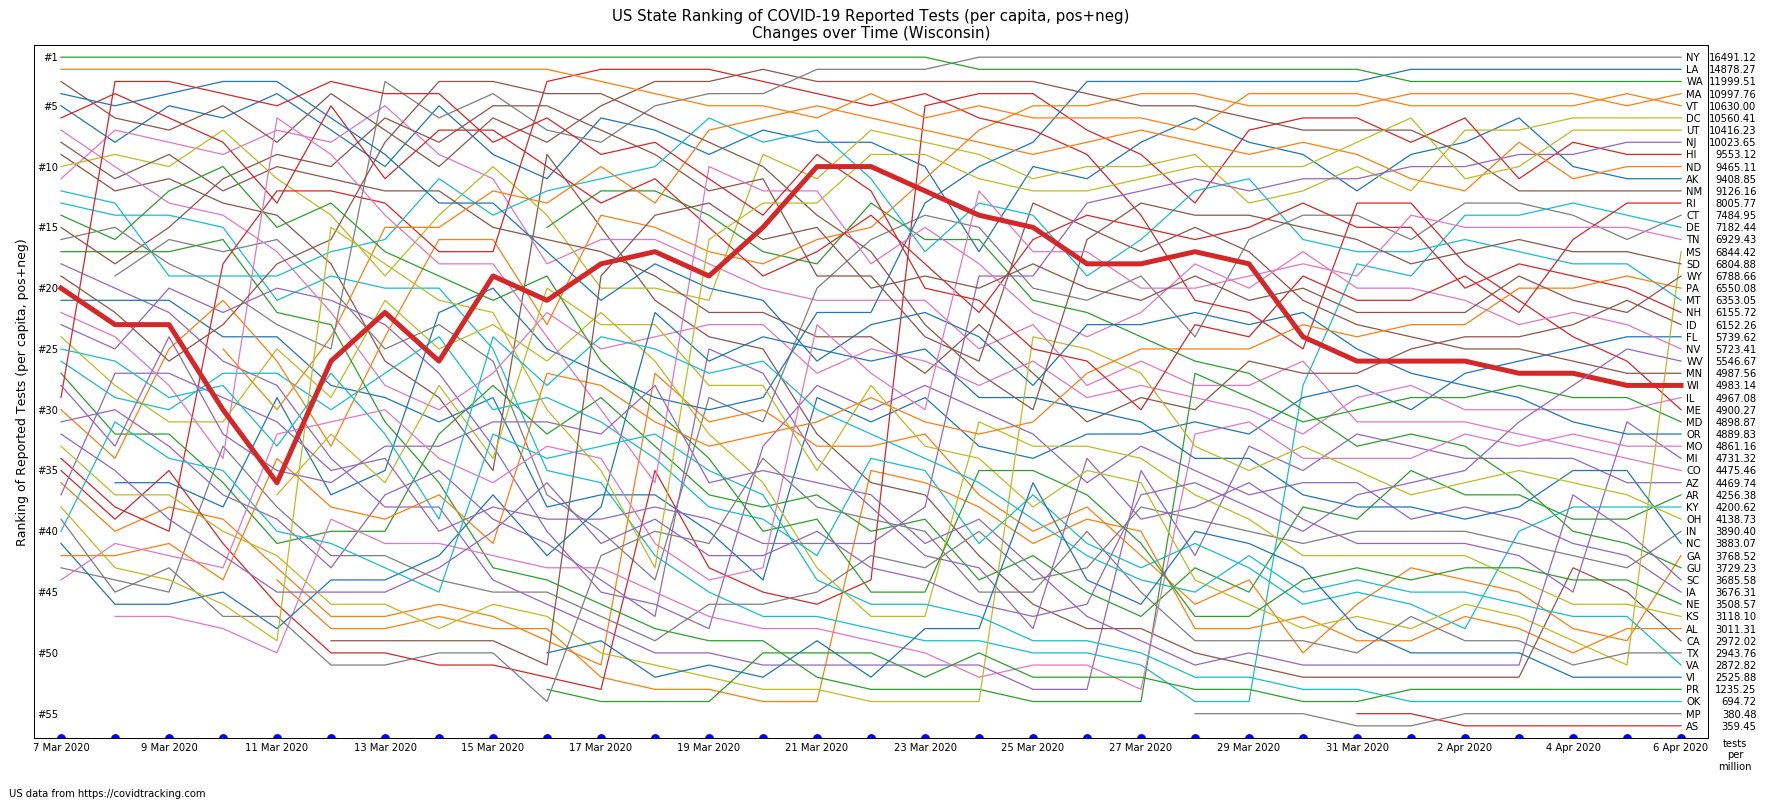 US State Ranking of COVID-19 Reported Tests (per capita, pos+neg)
Changes over Time (Wisconsin)
Ranking of Reported Tests (per capita, pos+neg)
#1
#5
#10
#15
#20
#25
#30
#35
#40
#45
#50
#55
NY 16491.12
LA 14878.27
WA 11999.51
MA 10997.76
VT 10630.00
DC 10560.41
UT 10416.23
NJ 10023.65
HI 9553.12
ND 9465.11
AK 9408.85
NM 9126.16
RI 8005.77
CT 7484.95
DE 7182.44
TN 6929.43
MS 6844.42
SD 6804.88
WY 6788.66
PA 6550.08
MT 6353.05
NH 6155.72
ID 6152.26
FL 5739.62
NV 5723.41
WV 5546.67
MN 4987.56
WI 4983.14
IL 4967.08
ME 4900.27
MD 4898.87
OR 4889.83
MO 4861.16
MI 4731.32
CO 4475.46
AZ 4469.74
AR 4256.38
KY 4200.62
OH 4138.73
IN 3890.40
NC 3883.07
GA 3768.52
GU 3729.23
SC 3685.58
IA 3676.31
NE 3508.57
KS 3118.10
AL 3011.31
CA 2972.02
TX 2943.76
VA 2872.82
VI 2525.88
PR 1235.25
OK 694.72
MP 380.48
AS 359.45
7 Mar 2020 9 Mar 2020 11 Mar 2020 13 Mar 2020 15 Mar 2020 17 Mar 2020 19 Mar 2020 21 Mar 2020 23 Mar 2020 25 Mar 2020 27 Mar 2020 29 Mar 2020 31 Mar 2020 2 Apr 2020 4 Apr 2020 6 Apr 2020
tests
per
million
US data from https://covidtracking.com